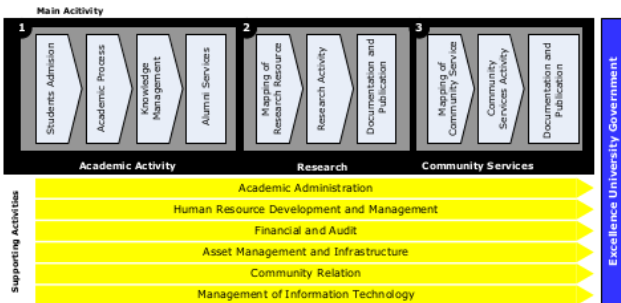 Main Acitivity
1
Students Admision
Academic Process
Knowledge
Management
Alumni Services
Academic Activity
2
Mapping of
Research Resource
Research Activity
Documentation and
Publication
Research
3
Mapping of
Community Service
Community
Services Activity
Documentation and
Publication
Community Services
Supporting Activities
Academic Administration
Human Resource Development and Management
Financial and Audit
Asset Management and Infrastructure
Community Relation
Management of Information Technology
Excellence University Government